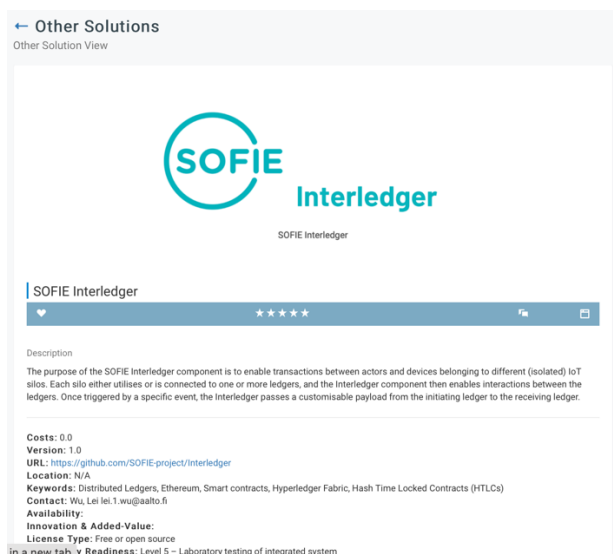 ← Other Solutions
Other Solution View
SOFIE
Interledger
SOFIE Interledger
SOFIE Interledger
Description
The purpose of the SOFIE Interledger component is to enable transactions between actors and devices belonging to different (isolated) IoT
silos. Each silo either utilises or is connected to one or more ledgers, and the Interledger component then enables interactions between the
ledgers. Once triggered by a specific event, the Interledger passes a customisable payload from the initiating ledger to the receiving ledger.
Costs: 0.0
Version: 1.0
URL: https://github.com/SOFIE-project/Interledger
Location: N/A
Keywords: Distributed Ledgers, Ethereum, Smart contracts, Hyperledger Fabric, Hash Time Locked Contracts (HTLCs)
Contact: Wu, Lei lei.1.wu@aalto.fi
Availability:
Innovation & Added-Value:
License Type: Free or open source
in a new tab y Readiness: Level 5 – Laboratory testing of integrated system